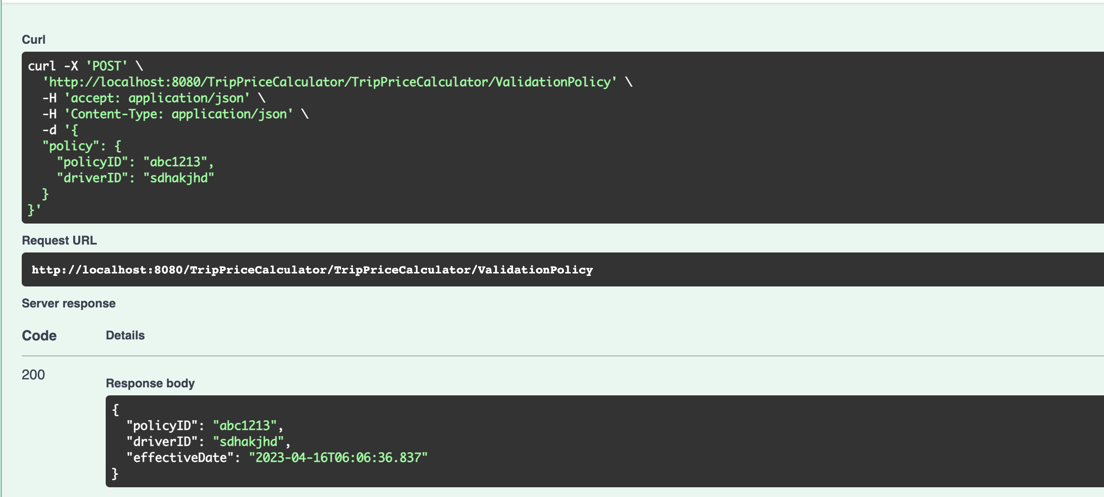 Curl
curl -X 'POST' \
  'http://localhost:8080/TripPriceCalculator/TripPriceCalculator/ValidationPolicy' \
  -H 'accept: application/json' \
  -H 'Content-Type: application/json' \
  -d '{
  "policy": {
    "policyID": "abc1213",
    "driverID": "sdhakjhd"
  }
}'
Request URL
http://localhost:8080/TripPriceCalculator/TripPriceCalculator/ValidationPolicy
Server response
Code Details
200
Response body
{
  "policyID": "abc1213",
  "driverID": "sdhakjhd",
  "effectiveDate": "2023-04-16T06:06:36.837"
}